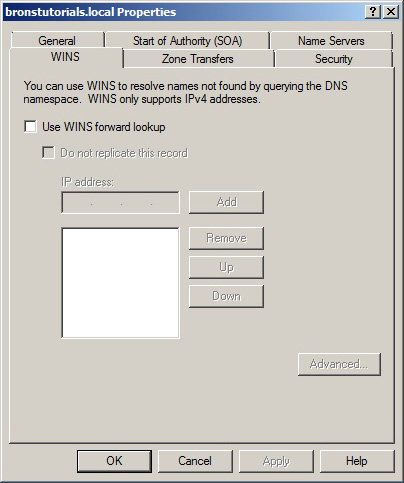 bronstutorials.local Properties
General
Start of Authority (SOA)
Name Servers
WINS
Zone Transfers
Security
You can use WINS to resolve names not found by querying the DNS
namespace. WINS only supports IPv4 addresses.
Use WINS forward lookup
Do not replicate this record
IP address:
. . .
Add
Remove
Up
Down
Advanced...
OK
Cancel
Apply
Help